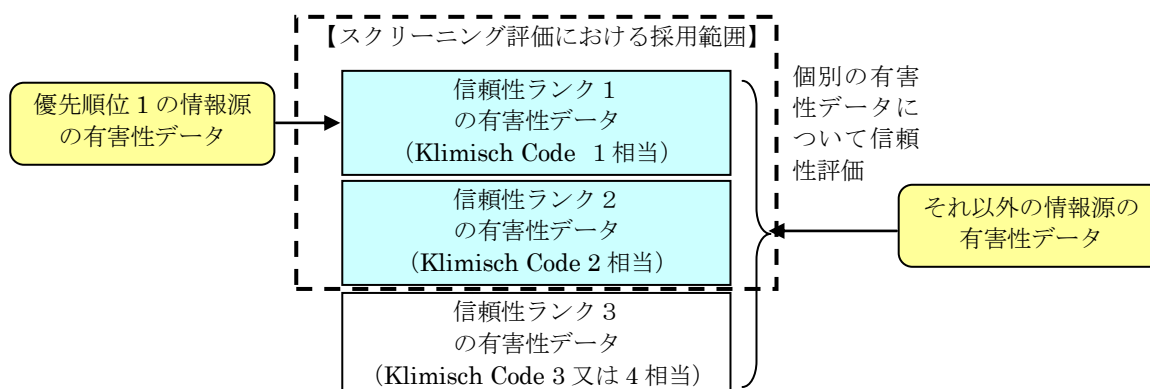 【スクリーニング評価における採用範囲】
優先順位1の情報源
の有害性データ
信頼性ランク1
の有害性データ
（Klimisch Code 1相当）
信頼性ランク2
の有害性データ
（Klimisch Code 2相当）
信頼性ランク3
の有害性データ
（Klimisch Code 3又は4相当）
個別の有害
性データに
ついて信頼
性評価
それ以外の情報源の
有害性データ